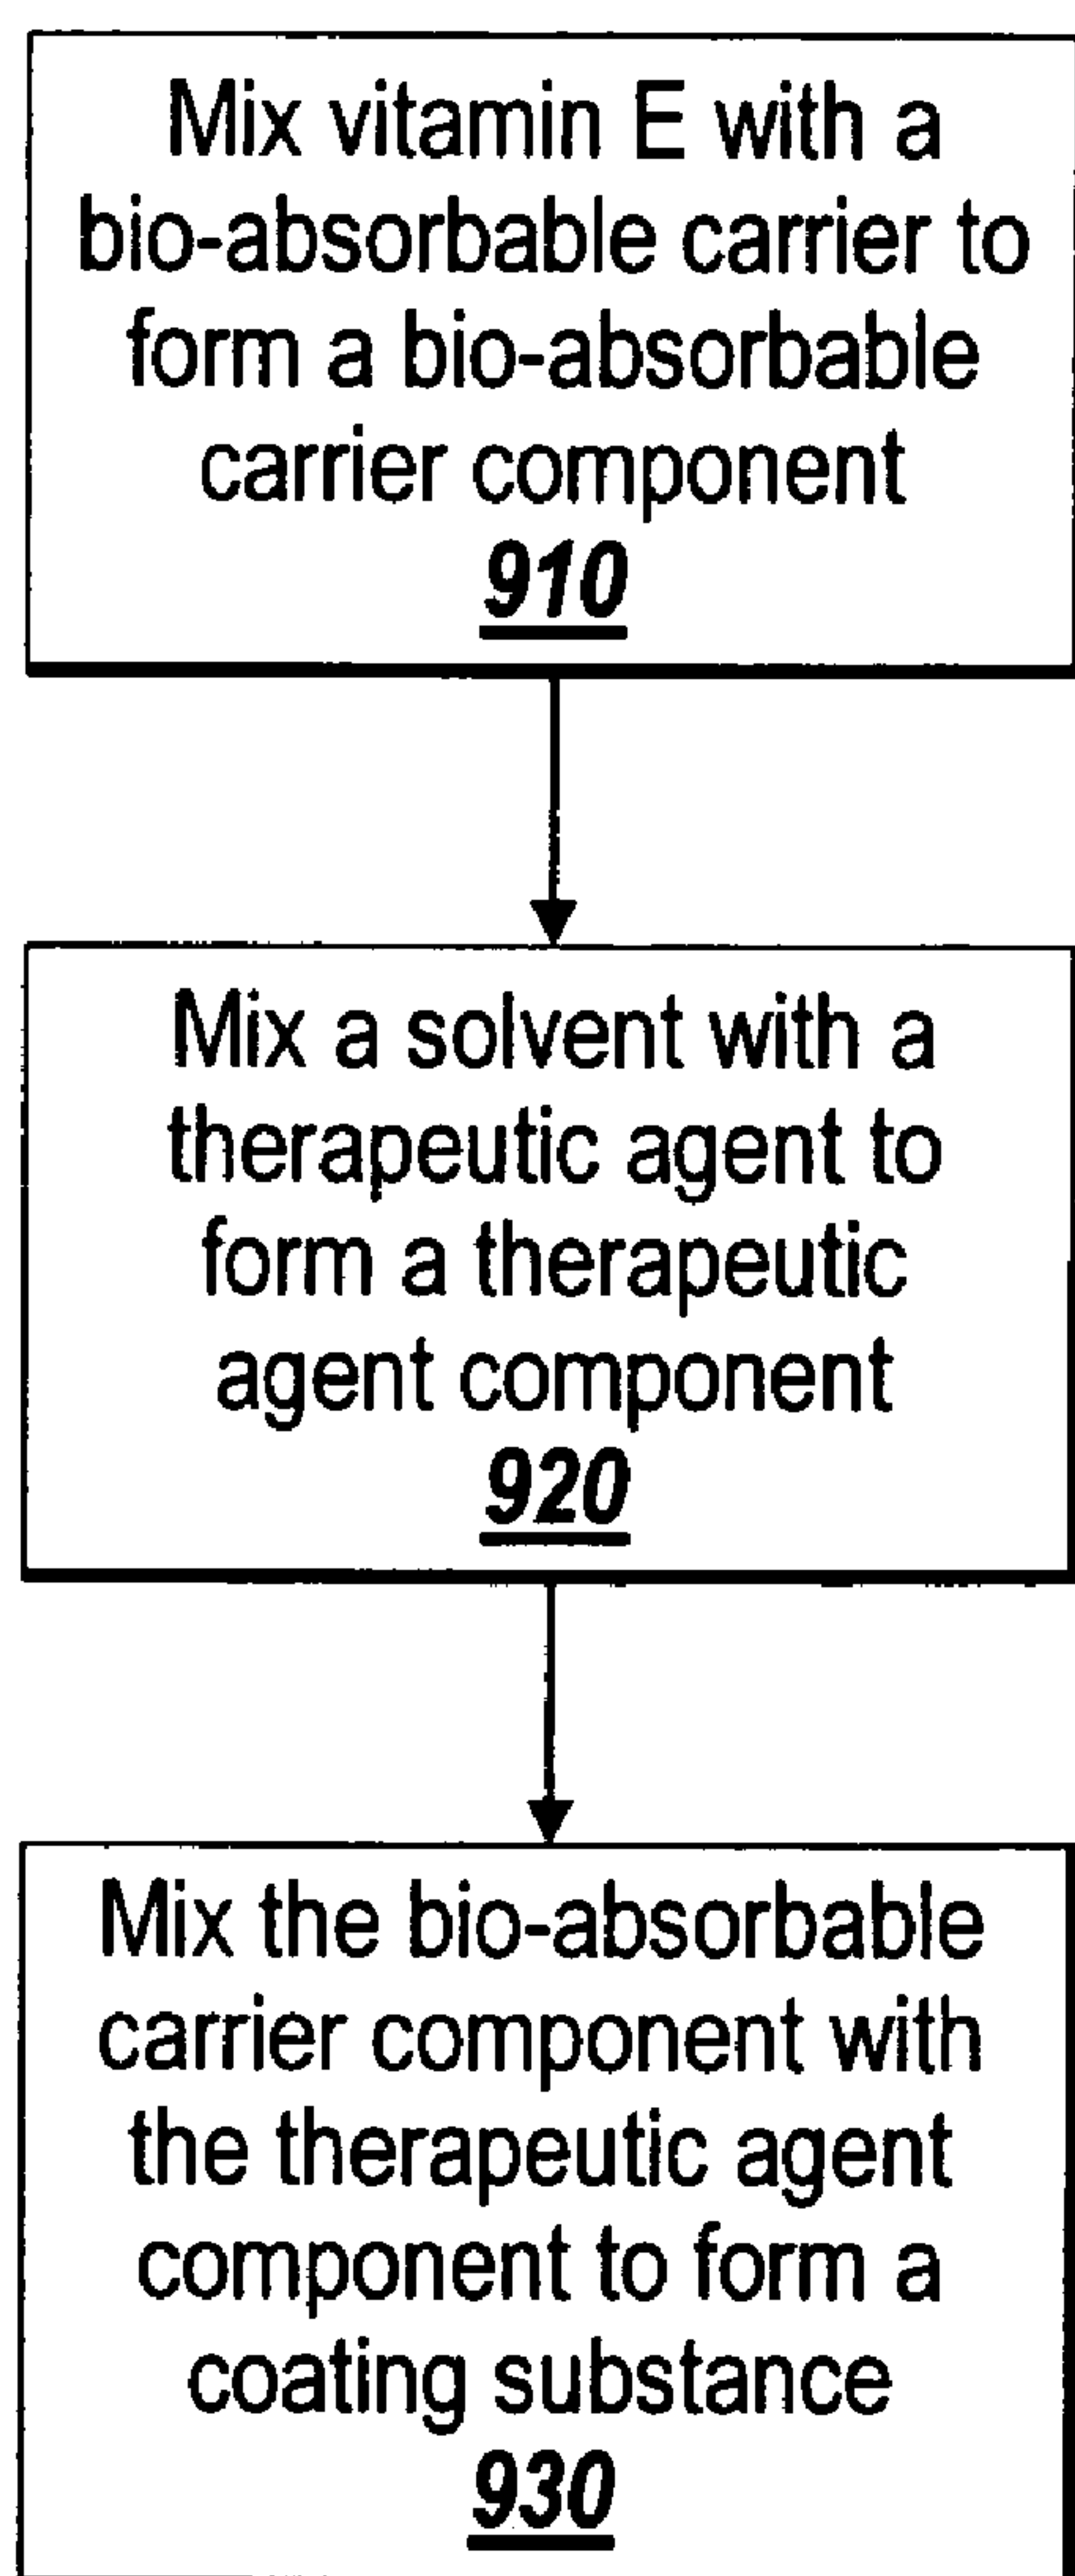 Mix vitamin E with a
bio-absorbable carrier to
form a bio-absorbable
carrier component
910
Mix a solvent with a
therapeutic agent to
form a therapeutic
agent component
920
Mix the bio-absorbable
carrier component with
the therapeutic agent
component to form a
coating substance
930